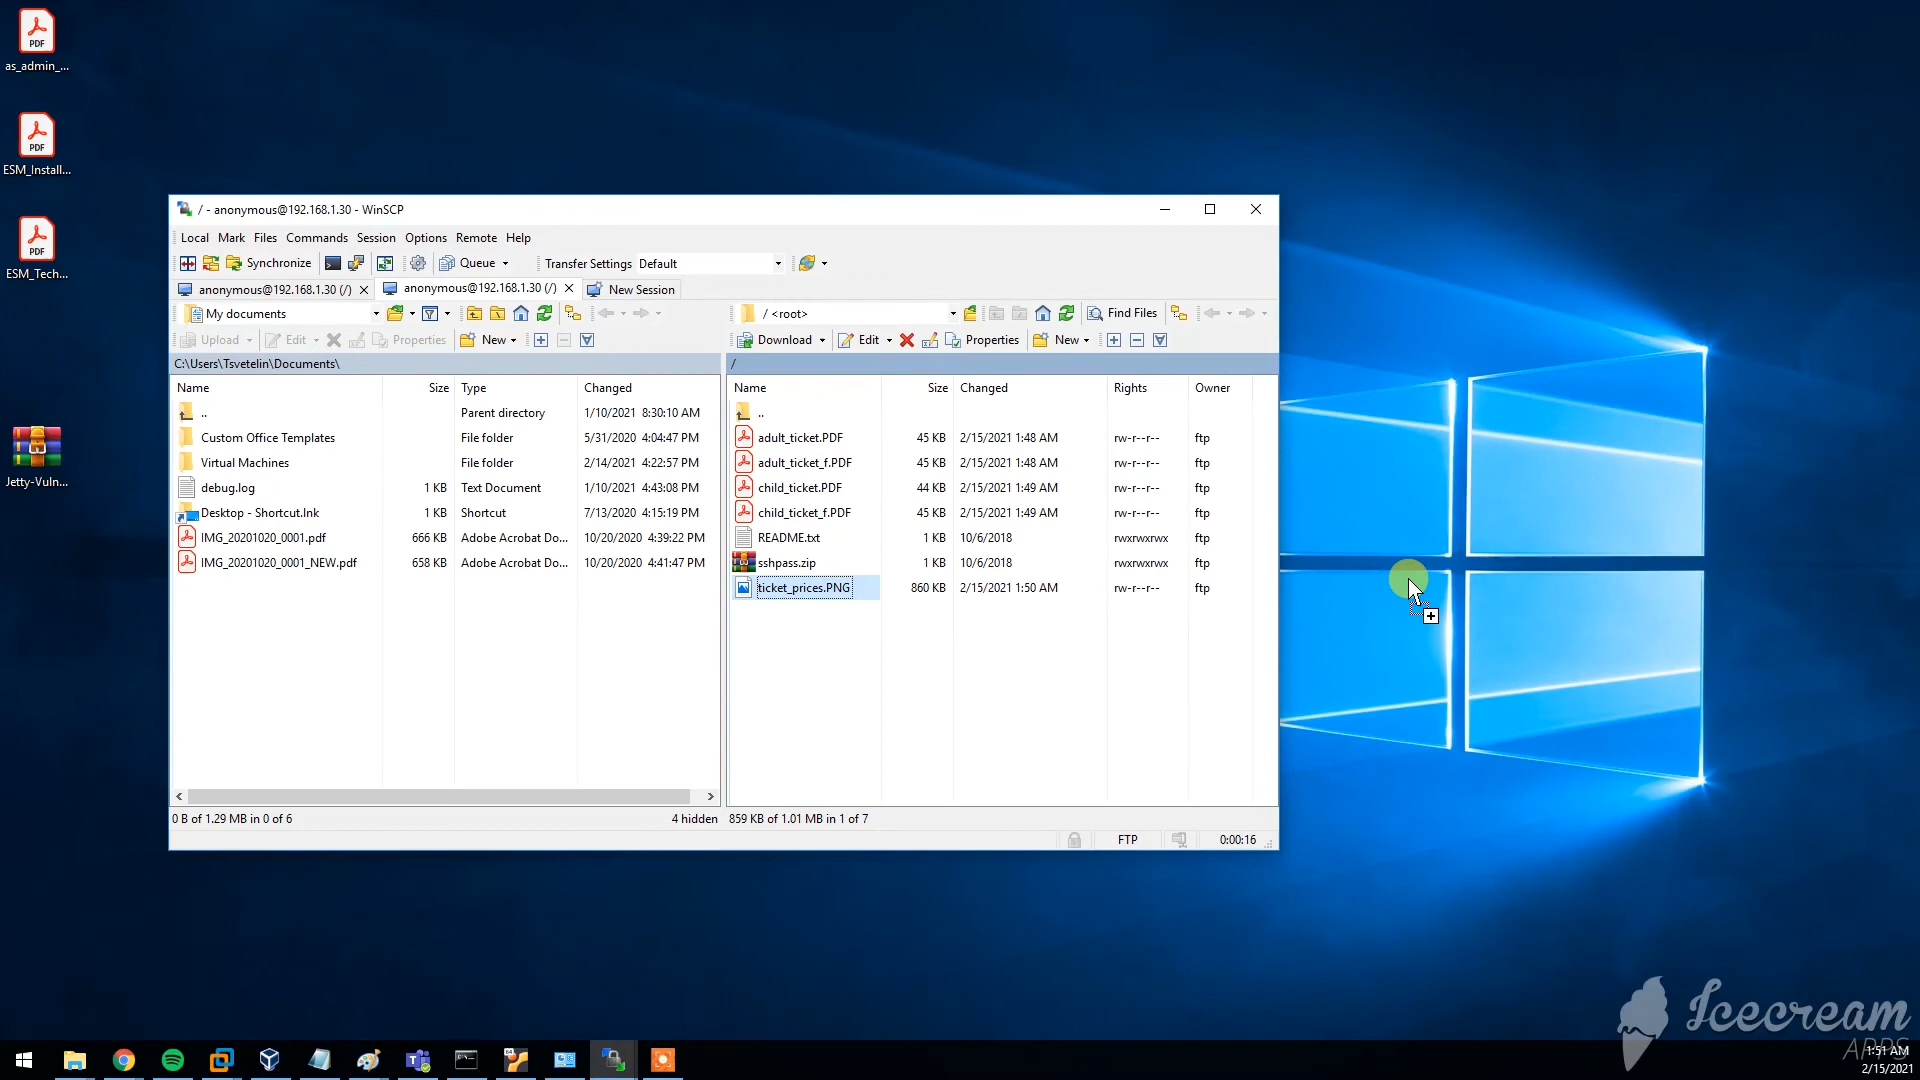 PDF
as_admin_...
PDF
ESM_Install...
PDF
ESM_Tech...
Jetty-Vuln...
/ - anonymous@192.168.1.30 - WinSCP
Local Mark Files Commands Session Options Remote Help
Synchronize Queue Transfer Settings Default
anonymous@192.168.1.30 (/) anonymous@192.168.1.30 (/) New Session
My documents
/ <root> Find Files
Upload Edit Properties New
Download Edit Properties New
C:\Users\Tsvetelin\Documents\
/
Name Size Type Changed
.. Parent directory 1/10/2021 8:30:10 AM
Custom Office Templates File folder 5/31/2020 4:04:47 PM
Virtual Machines File folder 2/14/2021 4:22:57 PM
debug.log 1 KB Text Document 1/10/2021 4:43:08 PM
Desktop - Shortcut.lnk 1 KB Shortcut 7/13/2020 4:15:19 PM
IMG_20201020_0001.pdf 666 KB Adobe Acrobat Do... 10/20/2020 4:39:22 PM
IMG_20201020_0001_NEW.pdf 658 KB Adobe Acrobat Do... 10/20/2020 4:41:47 PM
Name Size Changed Rights Owner
..
adult_ticket.PDF 45 KB 2/15/2021 1:48 AM rw-r--r-- ftp
adult_ticket_f.PDF 45 KB 2/15/2021 1:48 AM rw-r--r-- ftp
child_ticket.PDF 44 KB 2/15/2021 1:49 AM rw-r--r-- ftp
child_ticket_f.PDF 45 KB 2/15/2021 1:49 AM rw-r--r-- ftp
README.txt 1 KB 10/6/2018 rwxrwxrwx ftp
sshpass.zip 1 KB 10/6/2018 rwxrwxrwx ftp
ticket_prices.PNG 860 KB 2/15/2021 1:50 AM rw-r--r-- ftp
0 B of 1.29 MB in 0 of 6 4 hidden
859 KB of 1.01 MB in 1 of 7
FTP 0:00:16
Icecream
APPS
1:51 AM
2/15/2021